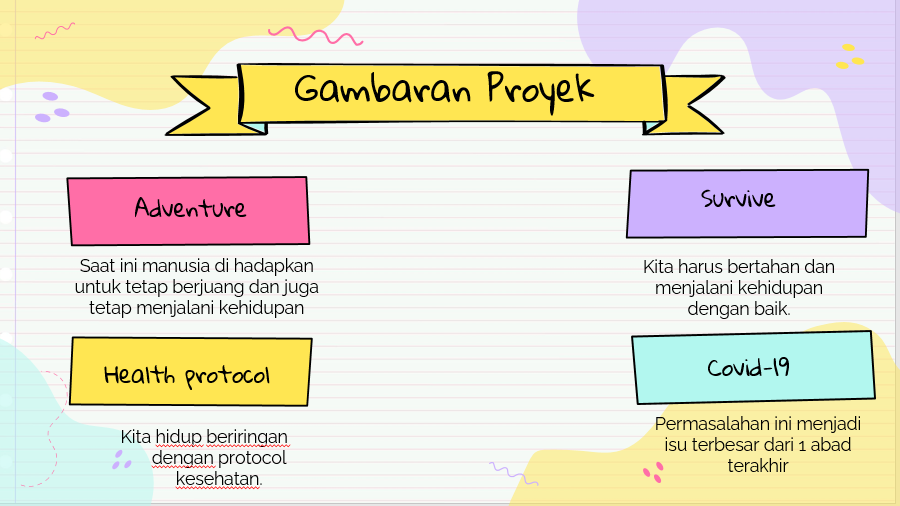 Gambaran Proyek
Adventure
Saat ini manusia di hadapkan
untuk tetap berjuang dan juga
tetap menjalani kehidupan
Survive
Kita harus bertahan dan
menjalani kehidupan
dengan baik.
Health protocol
Kita hidup beriringan
dengan protocol
kesehatan.
Covid-19
Permasalahan ini menjadi
isu terbesar dari 1 abad
terakhir